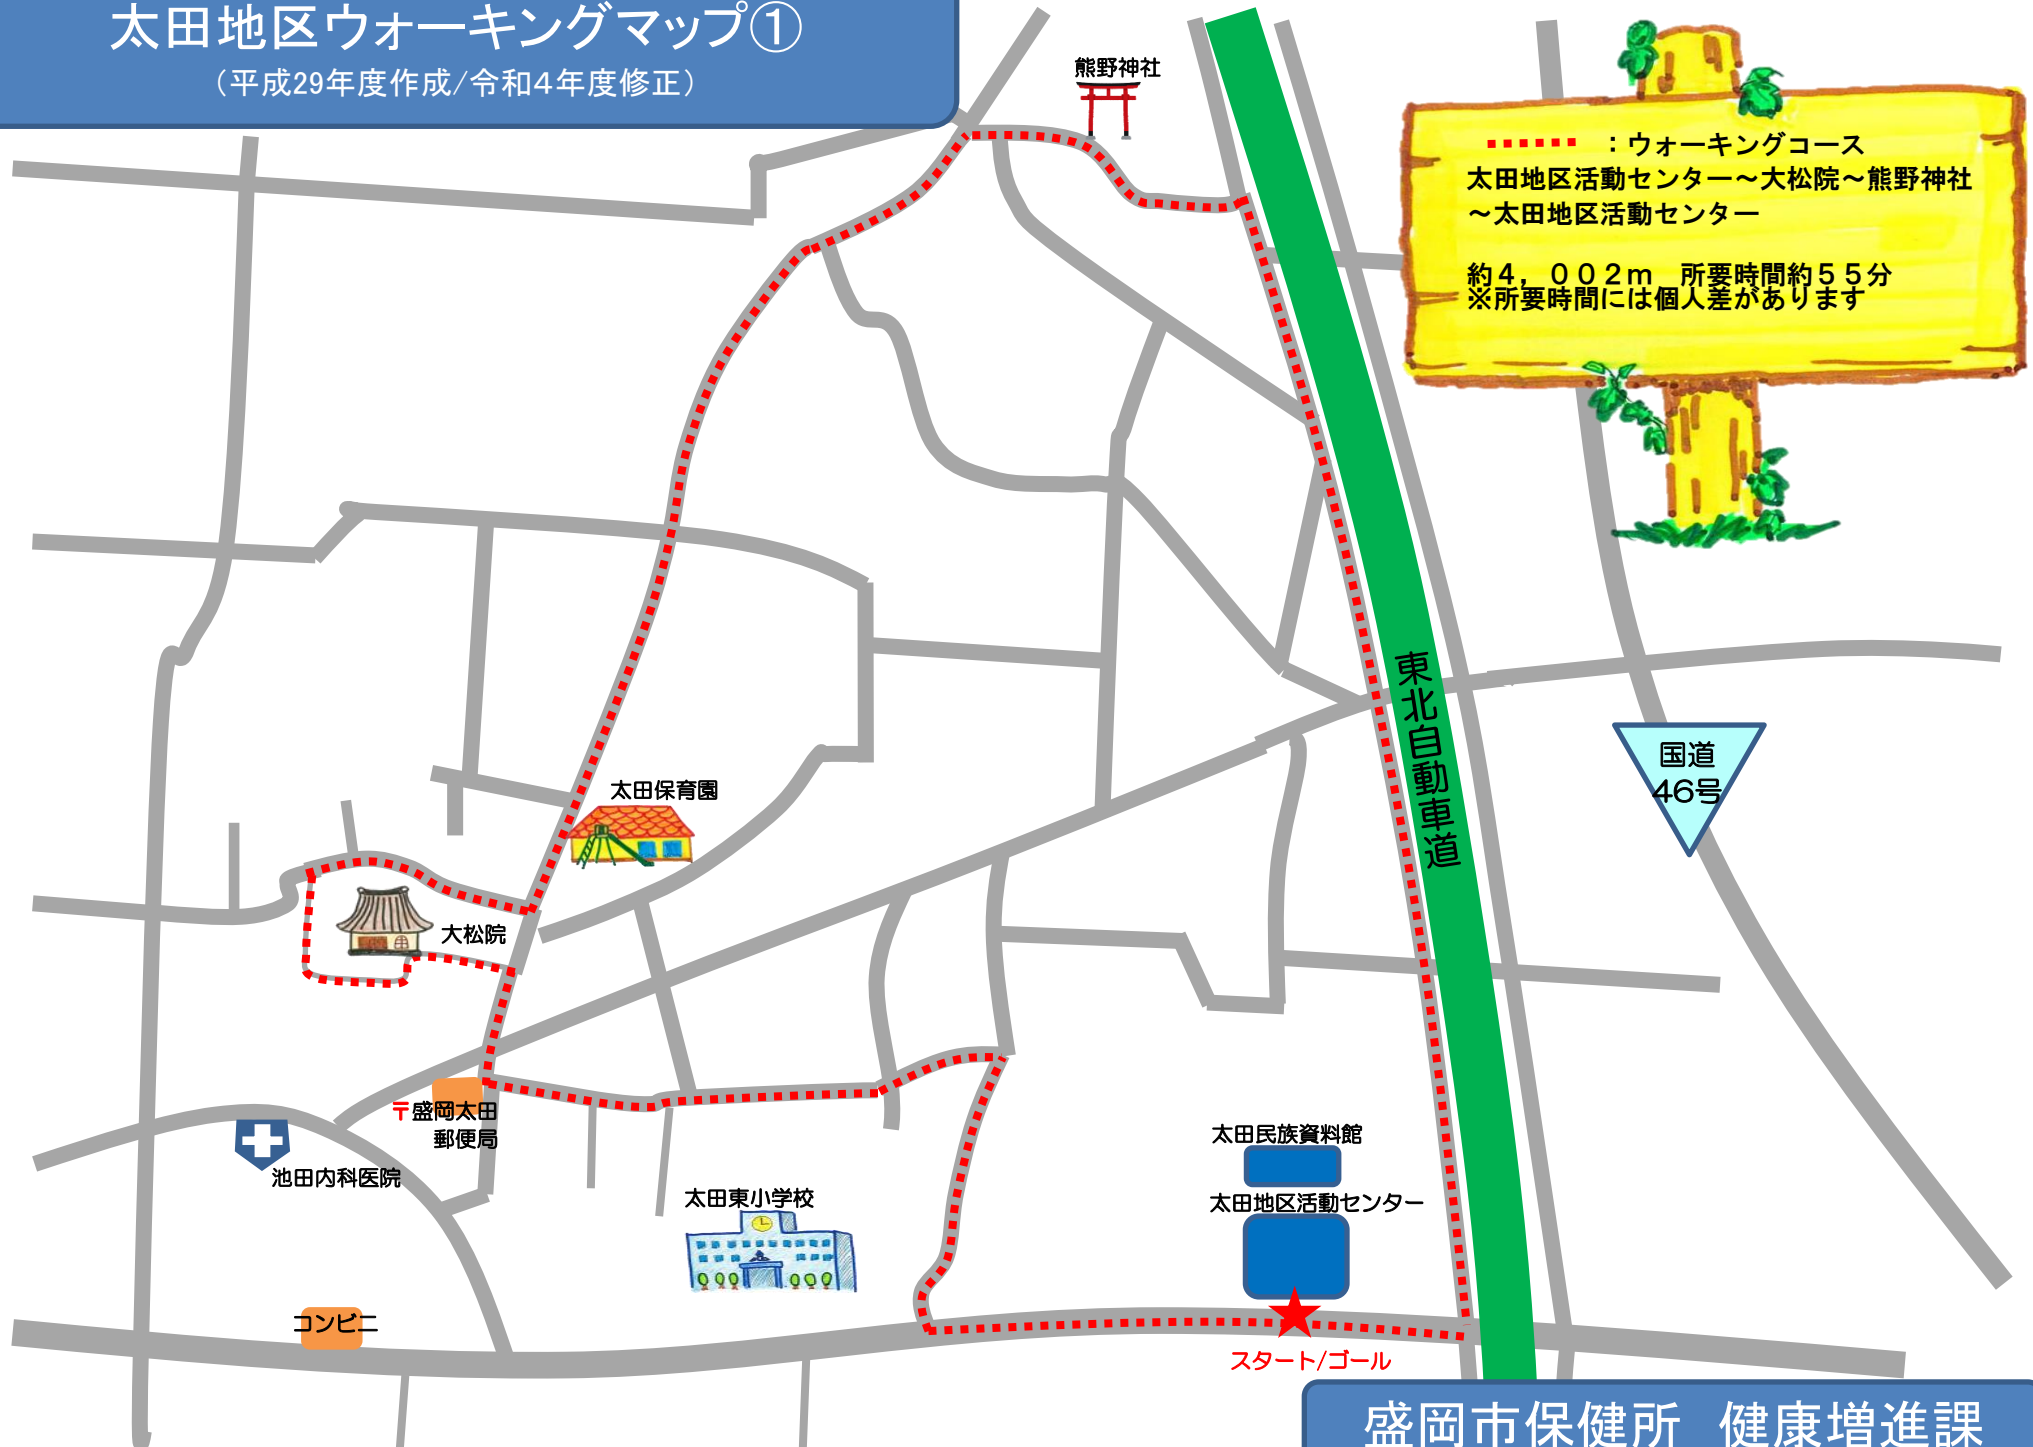 太田地区ウォーキングマップ①
（平成29年度作成/令和４年度修正）
熊野神社
：ウォーキングコース
太田地区活動センター～大松院～熊野神社
～太田地区活動センター
約４，００２ｍ　所要時間約５５分
※所要時間には個人差があります
東北自動車道
国道
46号
太田保育園
大松院
〒盛岡太田
郵便局
池田内科医院
太田東小学校
太田民族資料館
太田地区活動センター
コンビニ
スタート/ゴール
盛岡市保健所　健康増進課